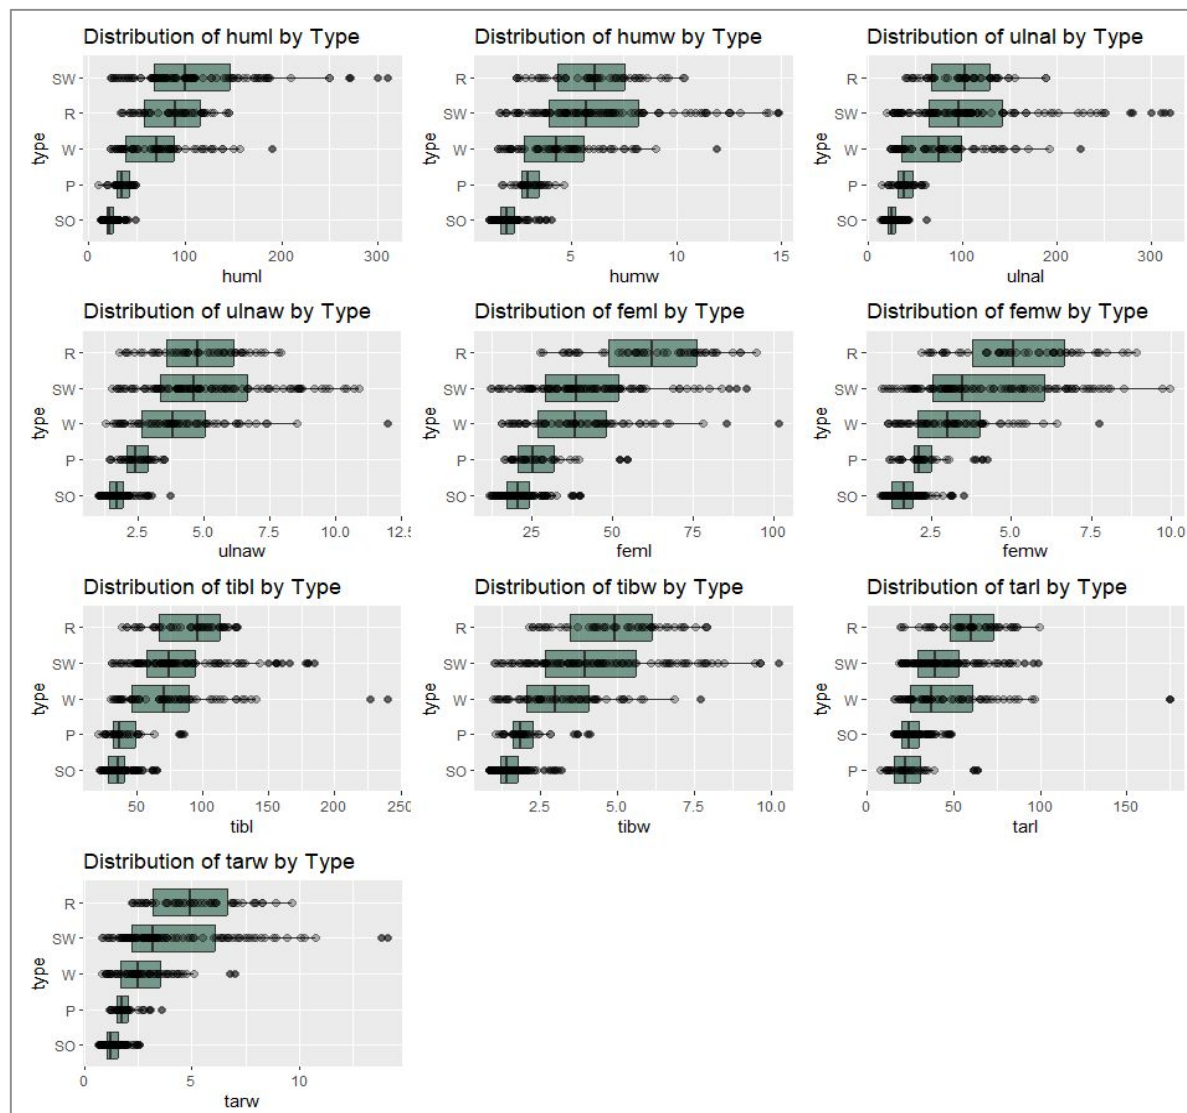 Distribution of huml by Type
type
SW
R
W
P
SO
0 100 200 300
huml
Distribution of humw by Type
type
R
SW
W
P
SO
5 10 15
humw
Distribution of ulnal by Type
type
R
SW
W
P
SO
0 100 200 300
ulnal
Distribution of ulnaw by Type
type
R
SW
W
P
SO
2.5 5.0 7.5 10.0 12.5
ulnaw
Distribution of feml by Type
type
R
SW
W
P
SO
25 50 75 100
feml
Distribution of femw by Type
type
R
SW
W
P
SO
2.5 5.0 7.5 10.0
femw
Distribution of tibl by Type
type
R
SW
W
P
SO
50 100 150 200 250
tibl
Distribution of tibw by Type
type
R
SW
W
P
SO
2.5 5.0 7.5 10.0
tibw
Distribution of tarl by Type
type
R
SW
W
SO
P
0 50 100 150
tarl
Distribution of tarw by Type
type
R
SW
W
P
SO
0 5 10
tarw